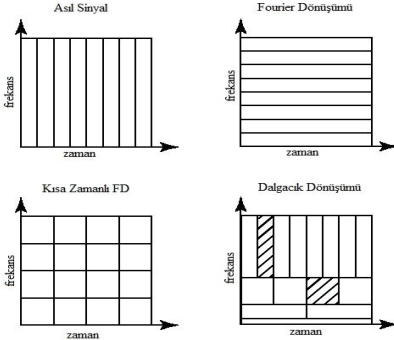 Asıl Sinyal
frekans
zaman
Fourier Dönüşümü
frekans
zaman
Kısa Zamanlı FD
frekans
zaman
Dalgacık Dönüşümü
frekans
zaman